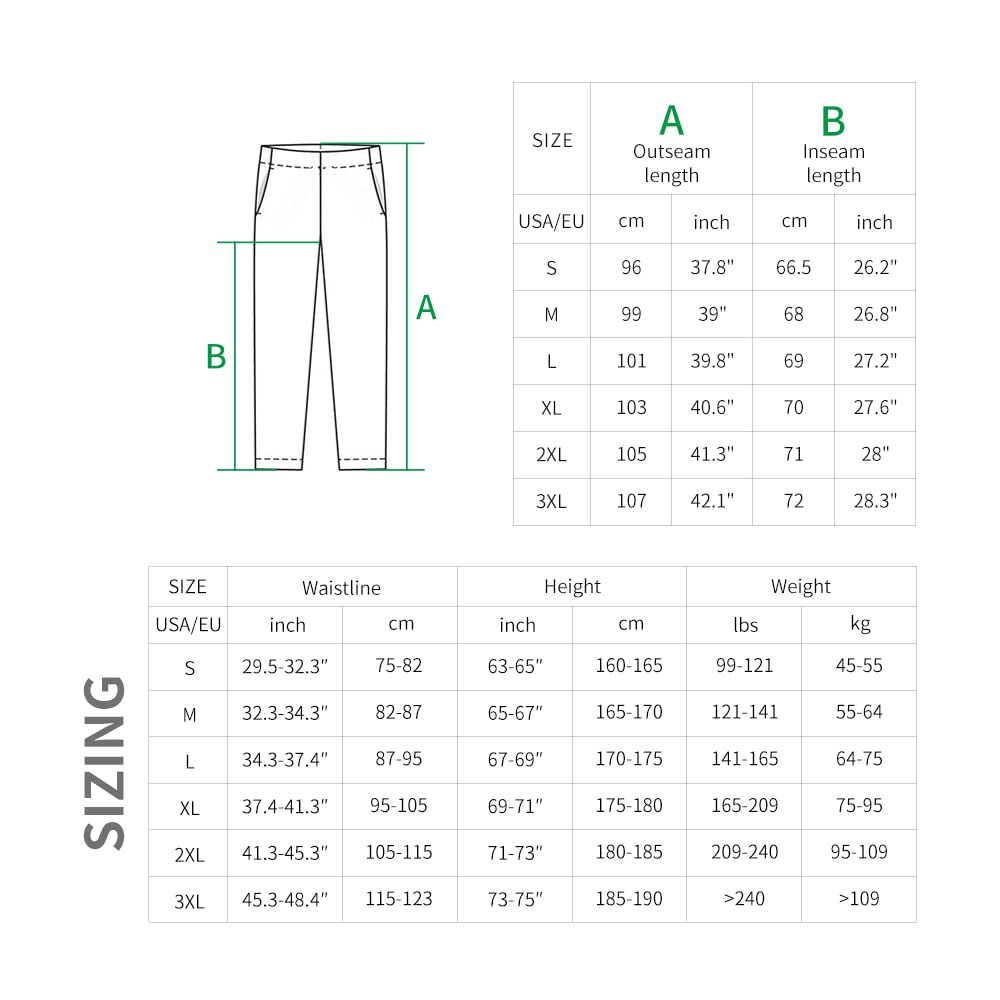 A
B
SIZE
A
Outseam
length
B
Inseam
length
USA/EU cm inch cm inch
S 96 37.8" 66.5 26.2"
M 99 39" 68 26.8"
L 101 39.8" 69 27.2"
XL 103 40.6" 70 27.6"
2XL 105 41.3" 71 28"
3XL 107 42.1" 72 28.3"
SIZING
SIZE Waistline Height Weight
USA/EU inch cm inch cm lbs kg
S 29.5-32.3" 75-82 63-65" 160-165 99-121 45-55
M 32.3-34.3" 82-87 65-67" 165-170 121-141 55-64
L 34.3-37.4" 87-95 67-69" 170-175 141-165 64-75
XL 37.4-41.3" 95-105 69-71" 175-180 165-209 75-95
2XL 41.3-45.3" 105-115 71-73" 180-185 209-240 95-109
3XL 45.3-48.4" 115-123 73-75" 185-190 >240 >109